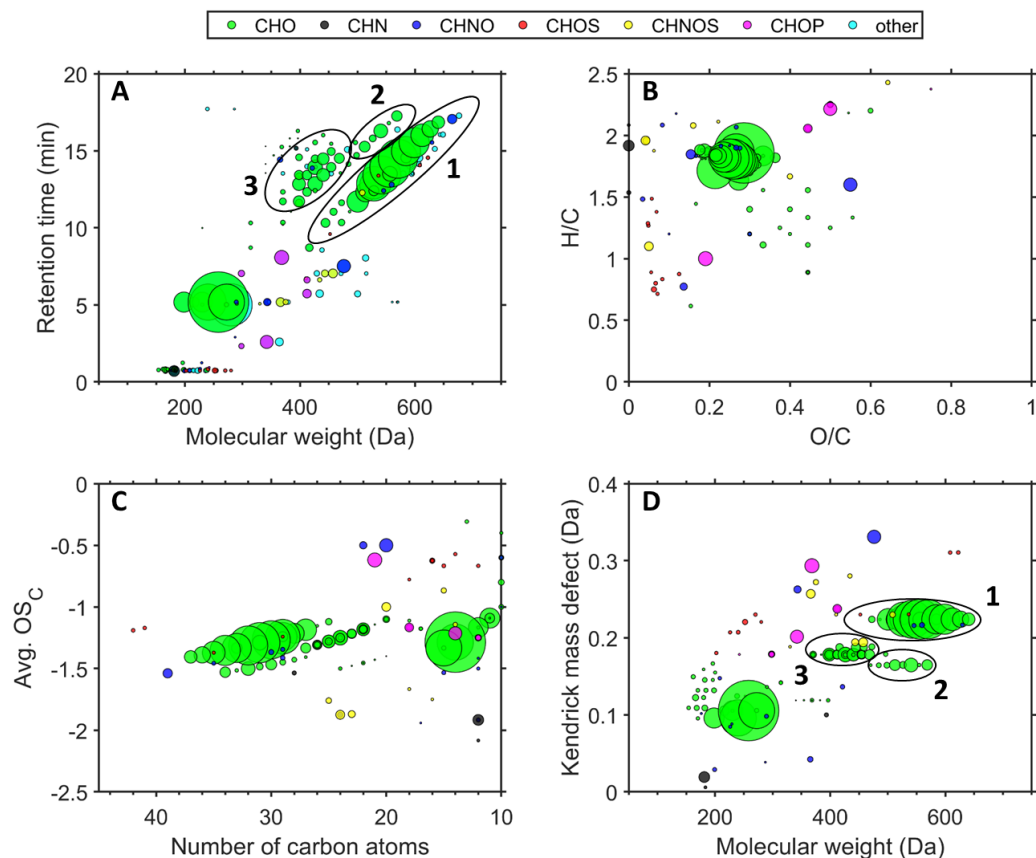 CHO CHN CHNO CHOS CHNOS CHOP other
A
20
15
10
5
0
200 400 600
Retention time (min)
Molecular weight (Da)
1
2
3
B
2.5
2
1.5
1
0.5
0
0 0.2 0.4 0.6 0.8 1
H/C
O/C
C
0
-0.5
-1
-1.5
-2
-2.5
40 30 20 10
Avg. OSC
Number of carbon atoms
D
0.4
0.3
0.2
0.1
0
200 400 600
Kendrick mass defect (Da)
Molecular weight (Da)
1
3
2